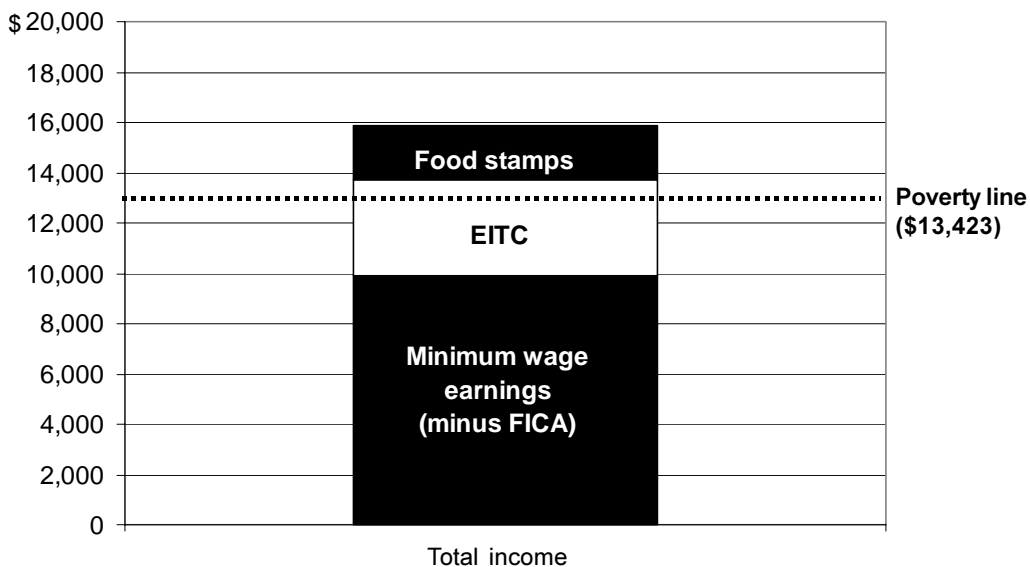 $ 20,000
18,000
16,000
14,000
12,000
10,000
8,000
6,000
4,000
2,000
0
Food stamps
EITC
Minimum wage
earnings
(minus FICA)
Poverty line
($13,423)
Total income